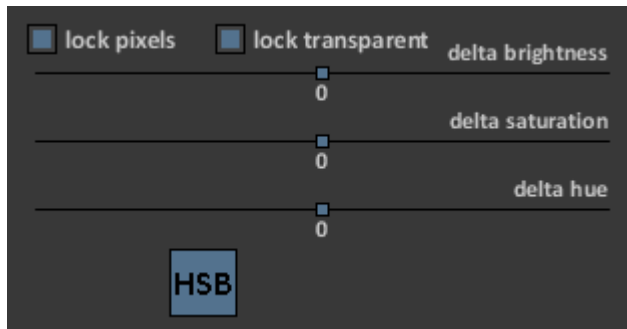 lock pixels
lock transparent
delta brightness
0
delta saturation
0
delta hue
0
HSB